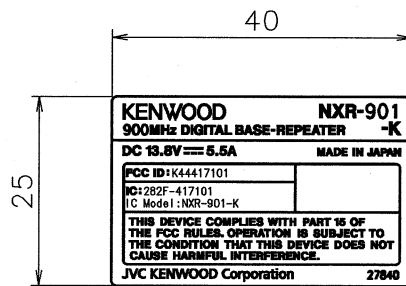 40
25
KENWOOD NXR-901
900MHz DIGITAL BASE-REPEATER -K
DC 13.8V⎓5.5A MADE IN JAPAN
FCC ID:K44417101
IC:282F-417101
IC Model:NXR-901-K
THIS DEVICE COMPLIES WITH PART 15 OF
THE FCC RULES. OPERATION IS SUBJECT TO
THE CONDITION THAT THIS DEVICE DOES NOT
CAUSE HARMFUL INTERFERENCE.
JVC KENWOOD Corporation 27840